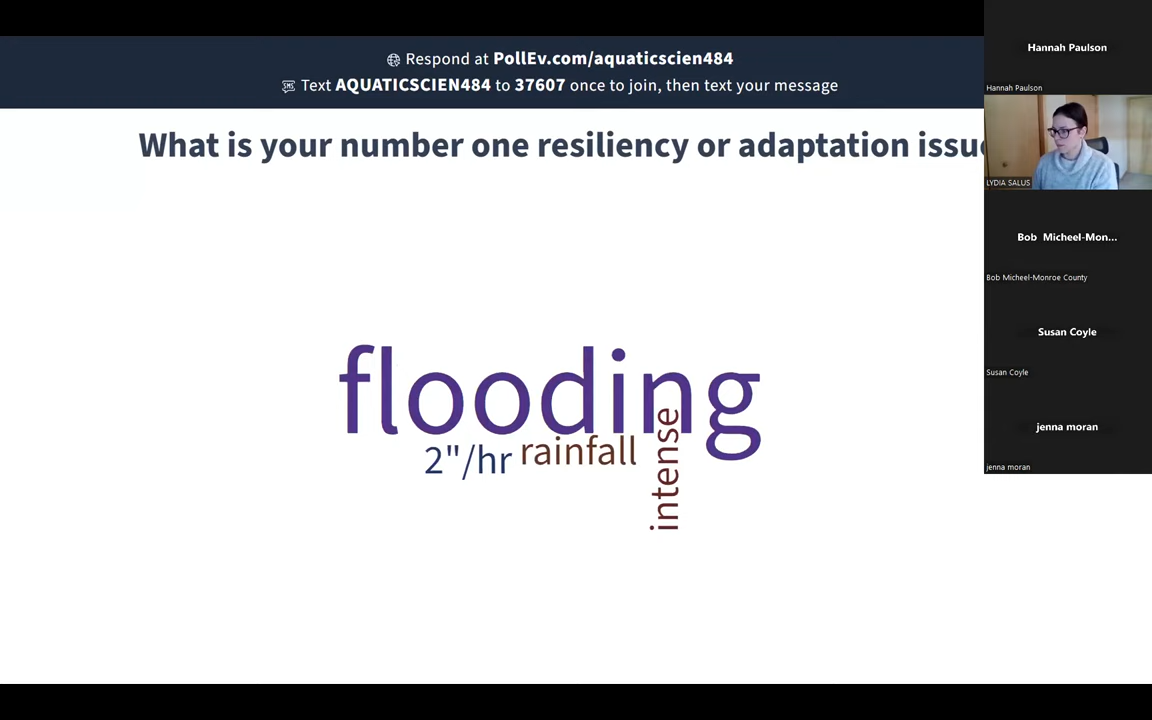 Respond at PollEv.com/aquaticscien484
Text AQUATICSCIEN484 to 37607 once to join, then text your message
What is your number one resiliency or adaptation issu
flooding
2"/hr
rainfall
intense
Hannah Paulson
Hannah Paulson
LYDIA SALUS
Bob Micheel-Mon...
Bob Micheel-Monroe County
Susan Coyle
Susan Coyle
jenna moran
jenna moran